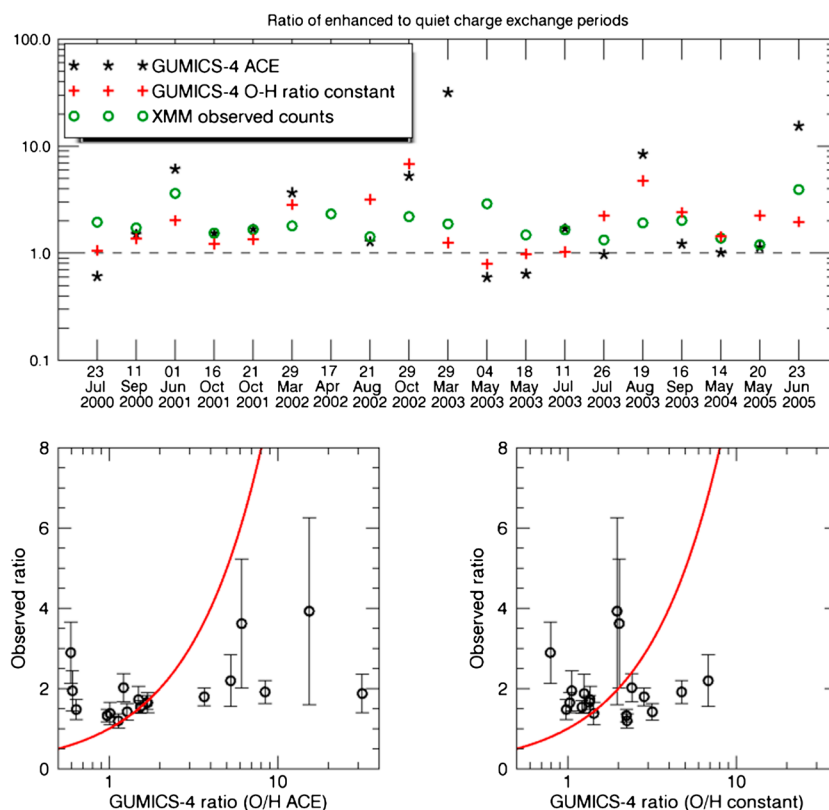 Ratio of enhanced to quiet charge exchange periods
100.0
10.0
1.0
0.1
GUMICS-4 ACE
GUMICS-4 O-H ratio constant
XMM observed counts
23 11 01 16 21 29 17 21 29 29 04 18 11 26 19 16 14 20 23
Jul Sep Jun Oct Oct Mar Apr Aug Oct Mar May May Jul Jul Aug Sep May May Jun
2000 2000 2001 2001 2001 2002 2002 2002 2002 2003 2003 2003 2003 2003 2003 2003 2004 2005 2005
8
6
4
2
0
Observed ratio
1 10
GUMICS-4 ratio (O/H ACE)
8
6
4
2
0
Observed ratio
1 10
GUMICS-4 ratio (O/H constant)